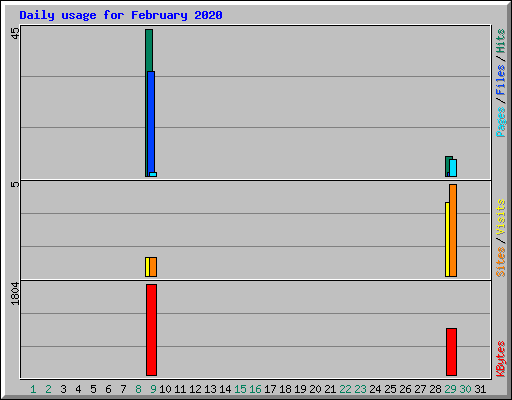 Daily usage for February 2020
45
5
1804
Pages / Files / Hits
Sites / Visits
KBytes
1 2 3 4 5 6 7 8 9 10 11 12 13 14 15 16 17 18 19 20 21 22 23 24 25 26 27 28 29 30 31